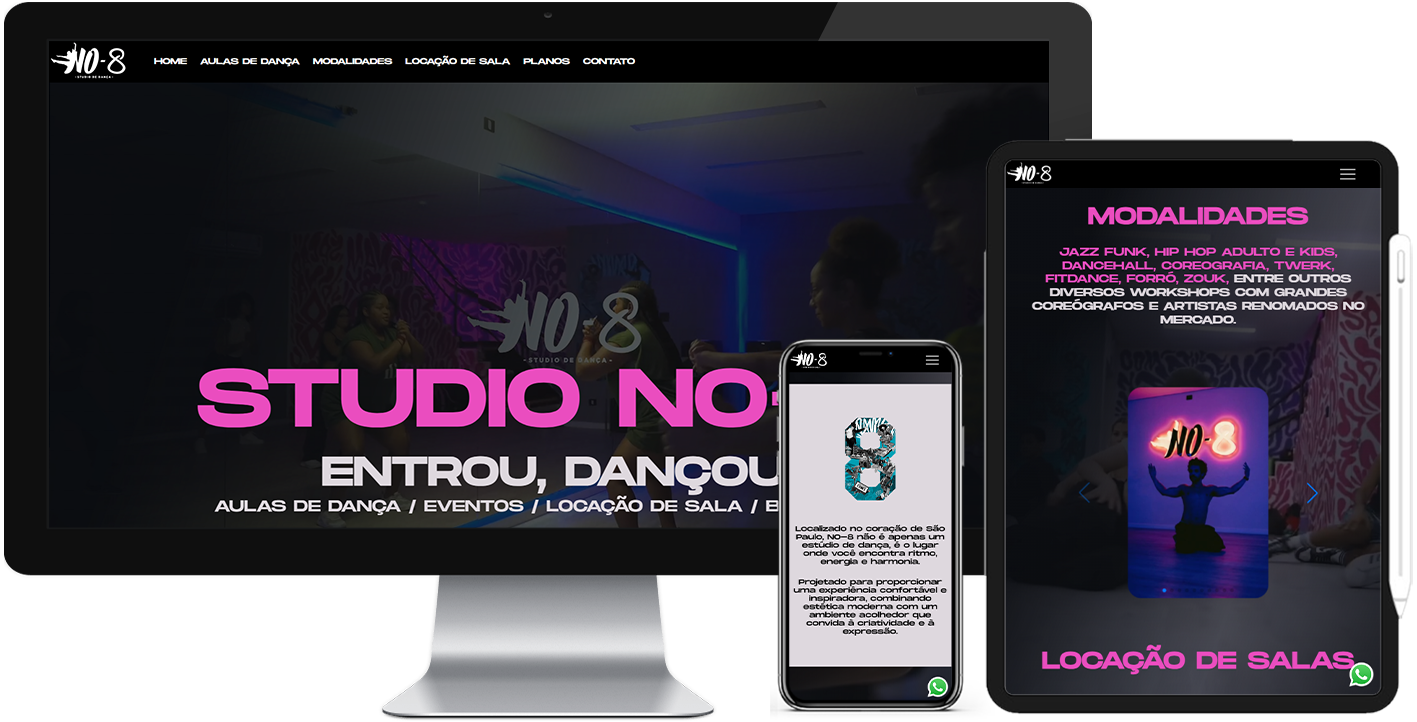 NO-8
- STUDIO DE DANÇA -
HOME AULAS DE DANÇA MODALIDADES LOCAÇÃO DE SALA PLANOS CONTATO
NO-8
- STUDIO DE DANÇA -
STUDIO NO-
ENTROU, DANÇOU
AULAS DE DANÇA / EVENTOS / LOCAÇÃO DE SALA / B
NO-8
Localizado no coração de São
Paulo, NO-8 não é apenas um
estúdio de dança, é o lugar
onde você encontra ritmo,
energia e harmonia.
Projetado para proporcionar
uma experiência confortável e
inspiradora, combinando
estética moderna com um
ambiente acolhedor que
convida à criatividade e à
expressão.
NO-8
MODALIDADES
JAZZ FUNK, HIP HOP ADULTO E KIDS,
DANCEHALL, COREOGRAFIA, TWERK,
FITDANCE, FORRÓ, ZOUK, ENTRE OUTROS
DIVERSOS WORKSHOPS COM GRANDES
COREÓGRAFOS E ARTISTAS RENOMADOS NO
MERCADO.
NO-8
LOCAÇÃO DE SALAS